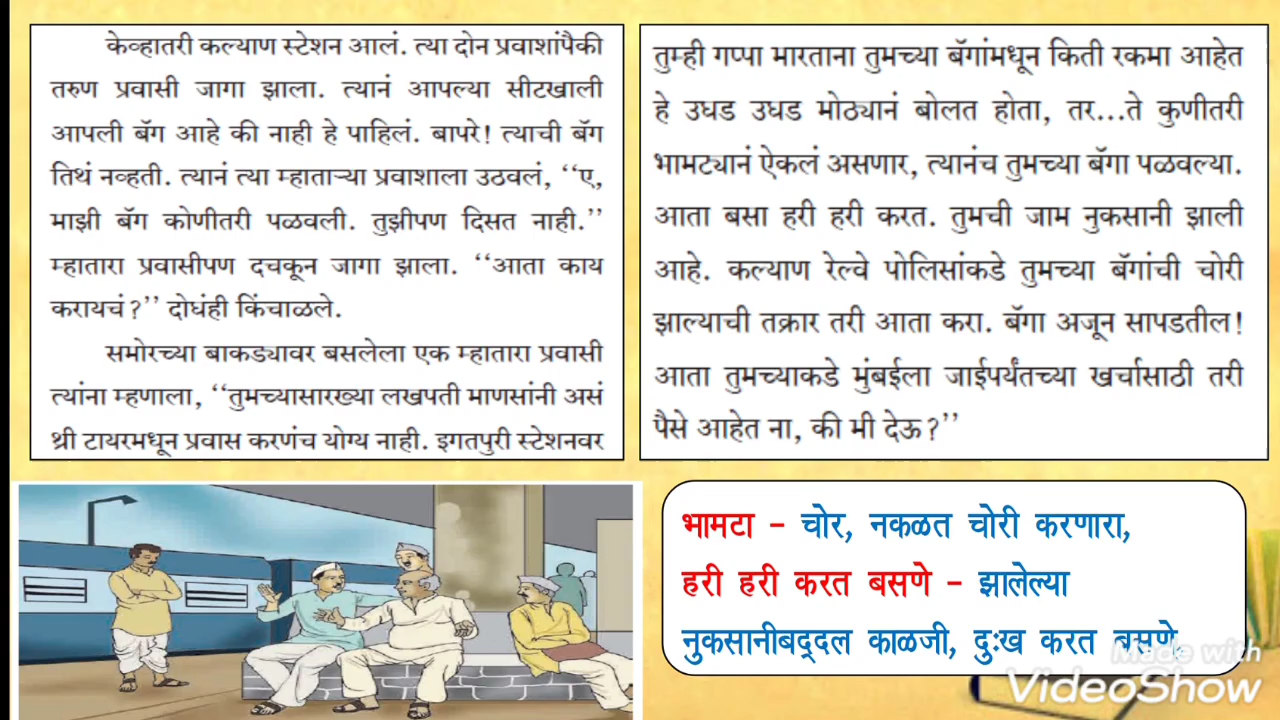 केव्हातरी कल्याण स्टेशन आलं. त्या दोन प्रवाशांपैकी
तरुण प्रवासी जागा झाला. त्यानं आपल्या सीटखाली
आपली बॅग आहे की नाही हे पाहिलं. बापरे! त्याची बॅग
तिथं नव्हती. त्यानं त्या म्हाताऱ्या प्रवाशाला उठवलं, ‘‘ए,
माझी बॅग कोणीतरी पळवली. तुझीपण दिसत नाही.’’
म्हातारा प्रवासीपण दचकून जागा झाला. ‘‘आता काय
करायचं?’’ दोघंही किंचाळले.
समोरच्या बाकड्यावर बसलेला एक म्हातारा प्रवासी
त्यांना म्हणाला, ‘‘तुमच्यासारख्या लखपती माणसांनी असं
थ्री टायरमधून प्रवास करणंच योग्य नाही. इगतपुरी स्टेशनवर
तुम्ही गप्पा मारताना तुमच्या बॅगांमधून किती रकमा आहेत
हे उघड उघड मोठ्यानं बोलत होता, तर...ते कुणीतरी
भामट्यानं ऐकलं असणार, त्यानंच तुमच्या बॅगा पळवल्या.
आता बसा हरी हरी करत. तुमची जाम नुकसानी झाली
आहे. कल्याण रेल्वे पोलिसांकडे तुमच्या बॅगांची चोरी
झाल्याची तक्रार तरी आता करा. बॅगा अजून सापडतील!
आता तुमच्याकडे मुंबईला जाईपर्यंतच्या खर्चासाठी तरी
पैसे आहेत ना, की मी देऊ?’’
भामटा - चोर, नकळत चोरी करणारा,
हरी हरी करत बसणे - झालेल्या
नुकसानीबद्दल काळजी, दुःख करत बसणे,
Made with
VideoShow